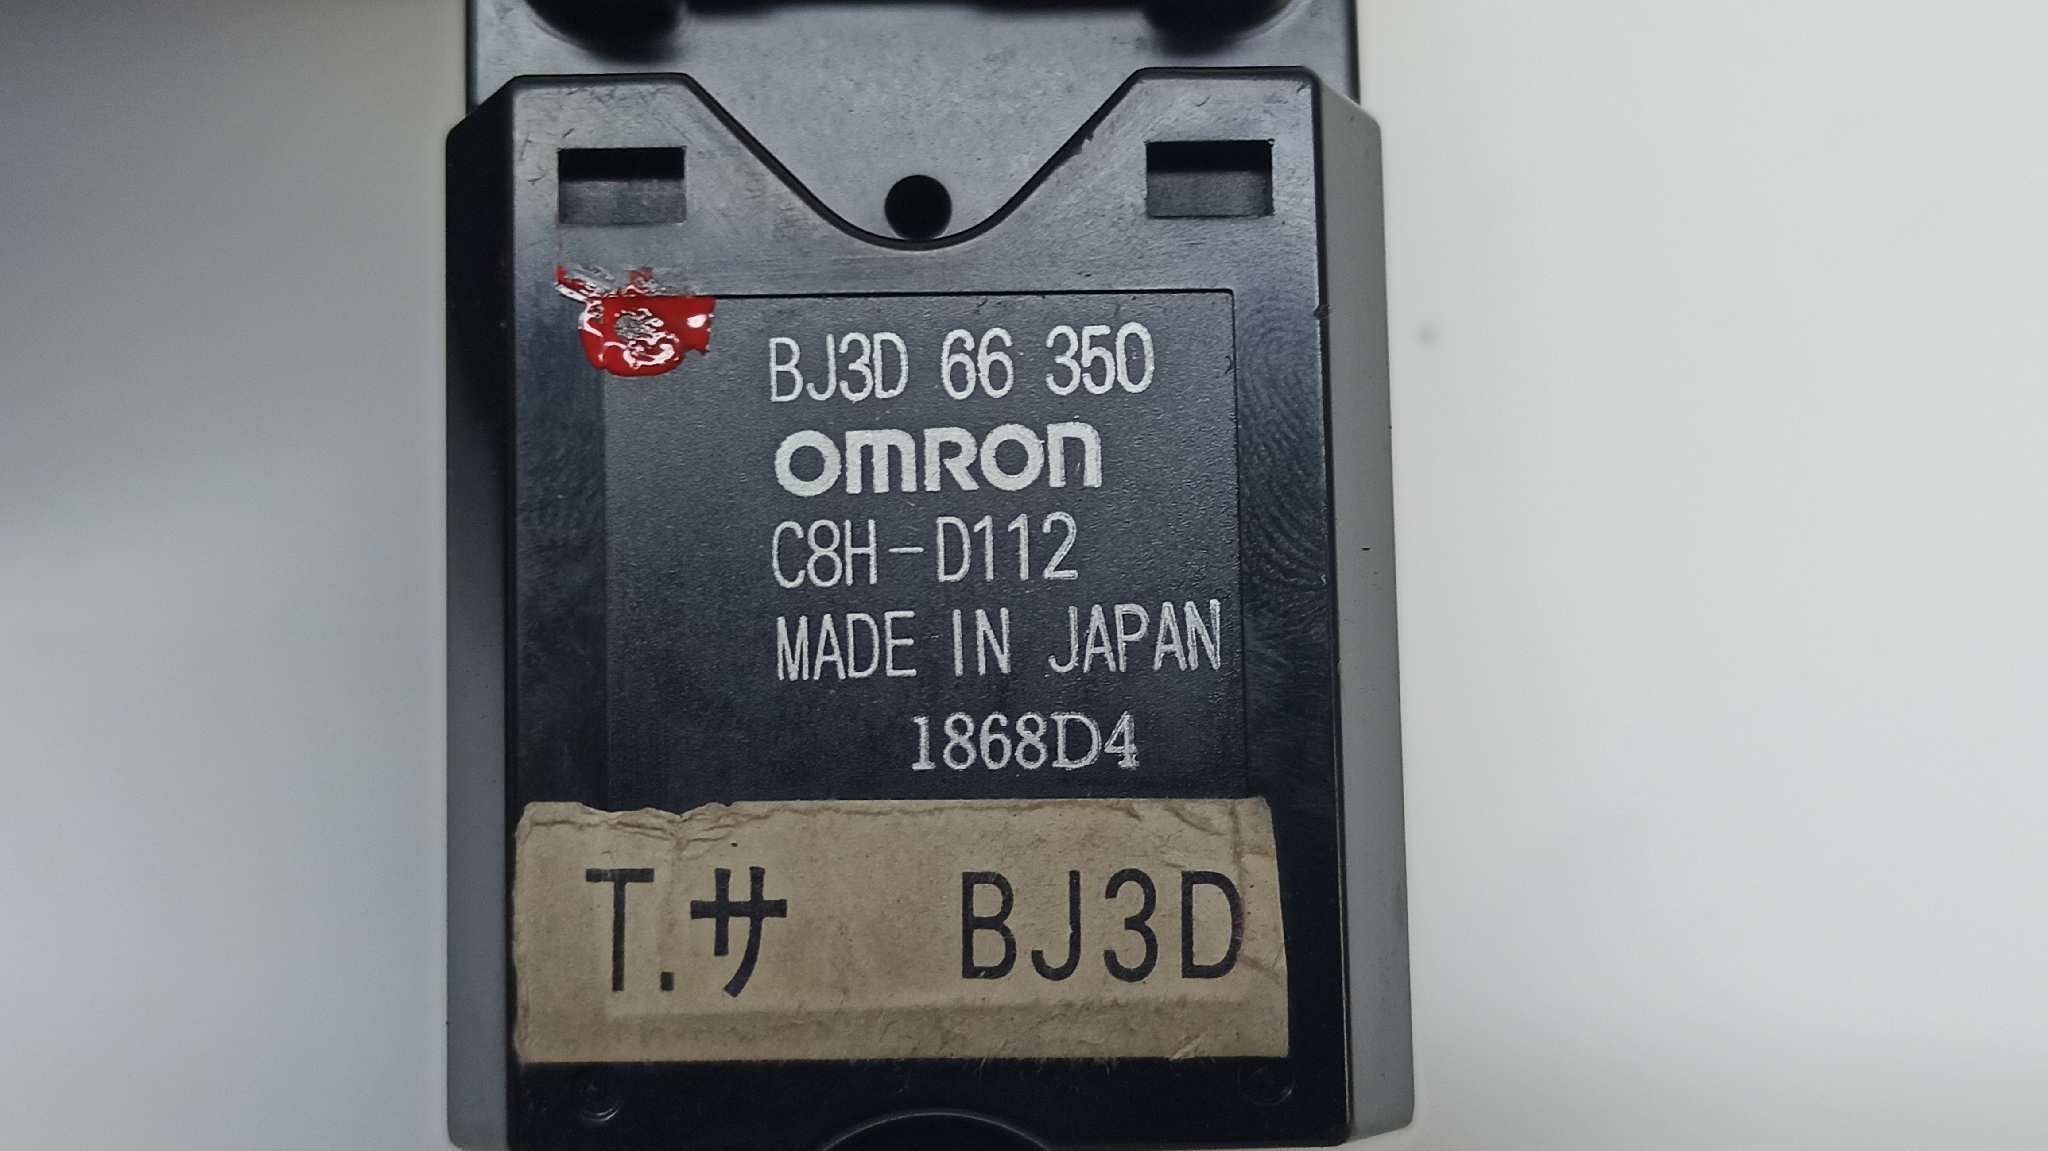 BJ3D 66 350
OMRON
C8H-D112
MADE IN JAPAN
1868D4
T.サ BJ3D